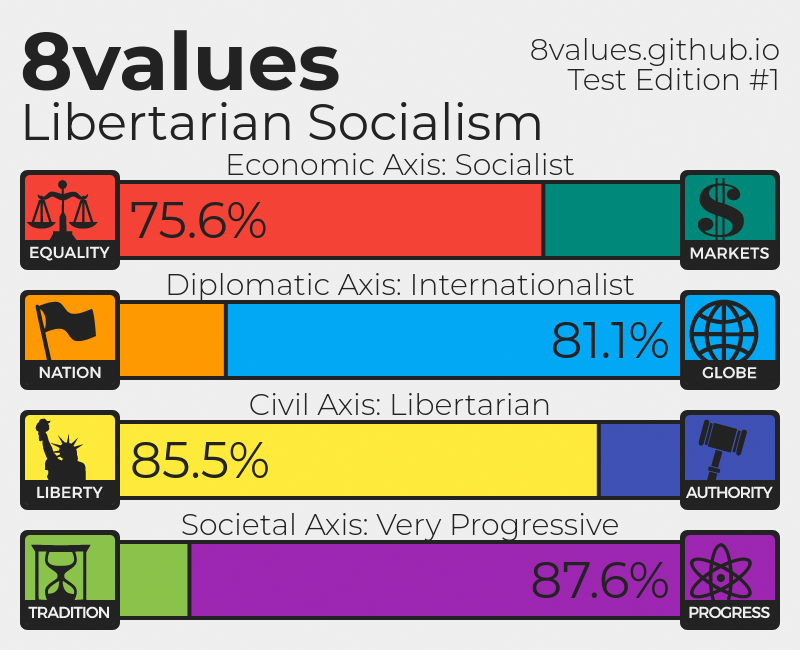 8values
8values.github.io
Test Edition #1
Libertarian Socialism
Economic Axis: Socialist
EQUALITY
75.6%
MARKETS
Diplomatic Axis: Internationalist
NATION
81.1%
GLOBE
Civil Axis: Libertarian
LIBERTY
85.5%
AUTHORITY
Societal Axis: Very Progressive
TRADITION
87.6%
PROGRESS